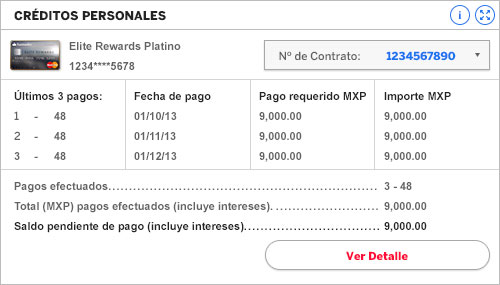 CRÉDITOS PERSONALES
Elite Rewards Platino
1234****5678
Nº de Contrato: 1234567890
Últimos 3 pagos: Fecha de pago Pago requerido MXP Importe MXP
1 - 48 01/10/13 9,000.00 9,000.00
2 - 48 01/11/13 9,000.00 9,000.00
3 - 48 01/12/13 9,000.00 9,000.00
Pagos efectuados.................................................................... 3 - 48
Total (MXP) pagos efectuados (incluye intereses). ........................... 9,000.00
Saldo pendiente de pago (incluye intereses)................................... 9,000.00
Ver Detalle